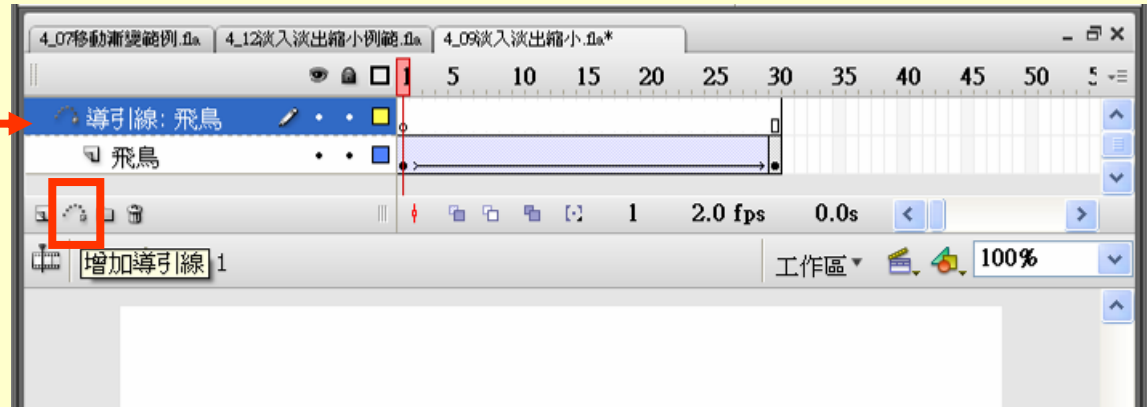 4_07移動漸變範例.fla 4_12淡入淡出縮小例範.fla 4_09淡入淡出縮小.fla*
1 5 10 15 20 25 30 35 40 45 50 5
導引線: 飛鳥
飛鳥
1 2.0 fps 0.0s
增加導引線 1 工作區 100%